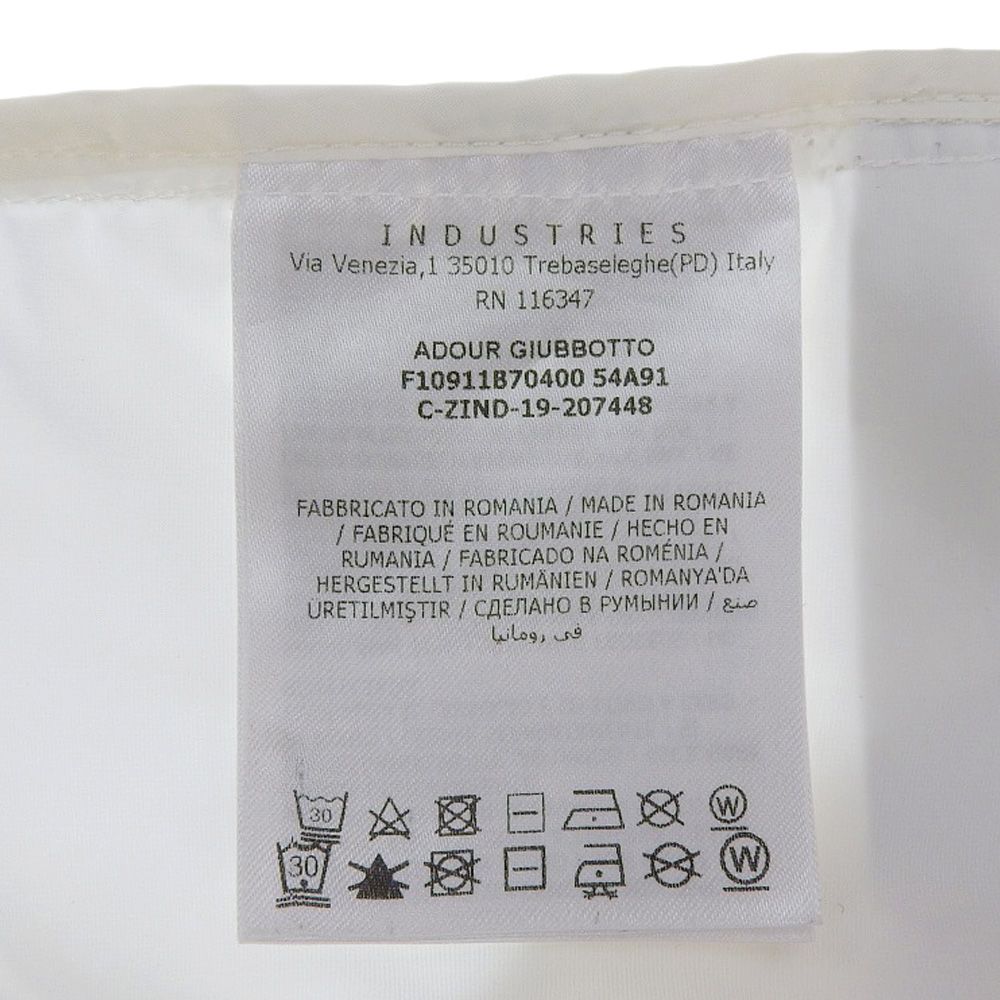 INDUSTRIES
Via Venezia,1 35010 Trebaseleghe(PD) Italy
RN 116347
ADOUR GIUBBOTTO
F10911B70400 54A91
C-ZIND-19-207448
FABBRICATO IN ROMANIA / MADE IN ROMANIA
/ FABRIQUÉ EN ROUMANIE / HECHO EN
RUMANIA / FABRICADO NA ROMÉNIA /
HERGESTELLT IN RUMÄNIEN / ROMANYA'DA
ÜRETILMIŞTIR / СДЕЛАНО В РУМЫНИИ / صنع
في رومانيا
30 W
30 W